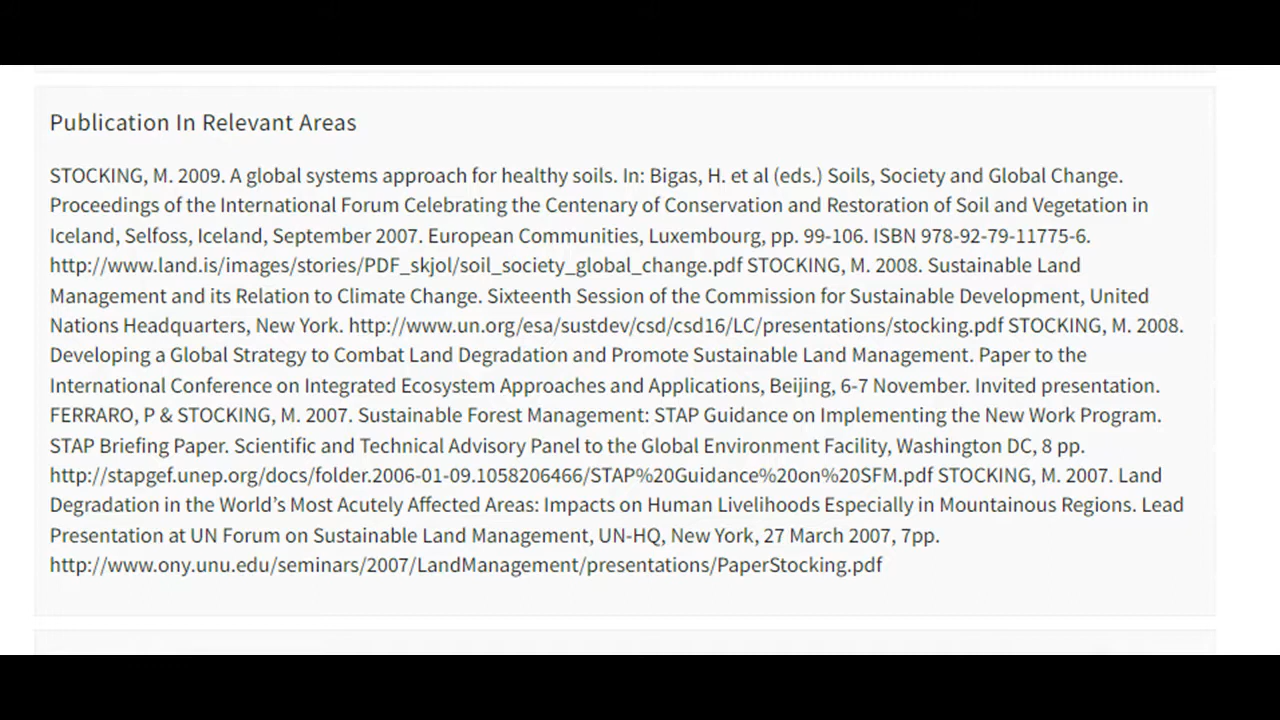 Publication In Relevant Areas
STOCKING, M. 2009. A global systems approach for healthy soils. In: Bigas, H. et al (eds.) Soils, Society and Global Change.
Proceedings of the International Forum Celebrating the Centenary of Conservation and Restoration of Soil and Vegetation in
Iceland, Selfoss, Iceland, September 2007. European Communities, Luxembourg, pp. 99-106. ISBN 978-92-79-11775-6.
http://www.land.is/images/stories/PDF_skjol/soil_society_global_change.pdf STOCKING, M. 2008. Sustainable Land
Management and its Relation to Climate Change. Sixteenth Session of the Commission for Sustainable Development, United
Nations Headquarters, New York. http://www.un.org/esa/sustdev/csd/csd16/LC/presentations/stocking.pdf STOCKING, M. 2008.
Developing a Global Strategy to Combat Land Degradation and Promote Sustainable Land Management. Paper to the
International Conference on Integrated Ecosystem Approaches and Applications, Beijing, 6-7 November. Invited presentation.
FERRARO, P & STOCKING, M. 2007. Sustainable Forest Management: STAP Guidance on Implementing the New Work Program.
STAP Briefing Paper. Scientific and Technical Advisory Panel to the Global Environment Facility, Washington DC, 8 pp.
http://stapgef.unep.org/docs/folder.2006-01-09.1058206466/STAP%20Guidance%20on%20SFM.pdf STOCKING, M. 2007. Land
Degradation in the World’s Most Acutely Affected Areas: Impacts on Human Livelihoods Especially in Mountainous Regions. Lead
Presentation at UN Forum on Sustainable Land Management, UN-HQ, New York, 27 March 2007, 7pp.
http://www.ony.unu.edu/seminars/2007/LandManagement/presentations/PaperStocking.pdf